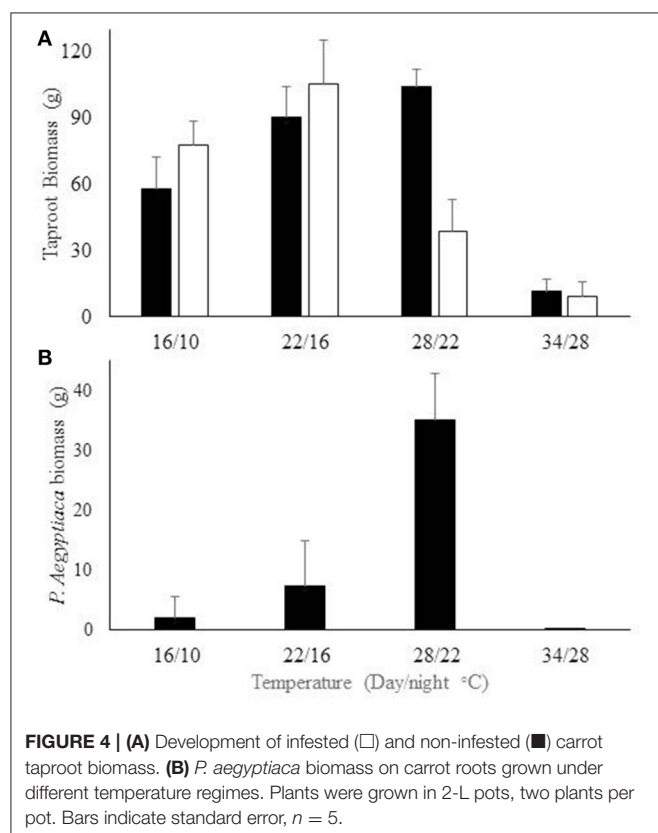 A
Taproot Biomass (g)
120
90
60
30
0
16/10 22/16 28/22 34/28
B
P. Aegyptiaca biomass (g)
40
30
20
10
0
16/10 22/16 28/22 34/28
Temperature (Day/night °C)
FIGURE 4 | (A) Development of infested (□) and non-infested (■) carrot
taproot biomass. (B) P. aegyptiaca biomass on carrot roots grown under
different temperature regimes. Plants were grown in 2-L pots, two plants per
pot. Bars indicate standard error, n = 5.